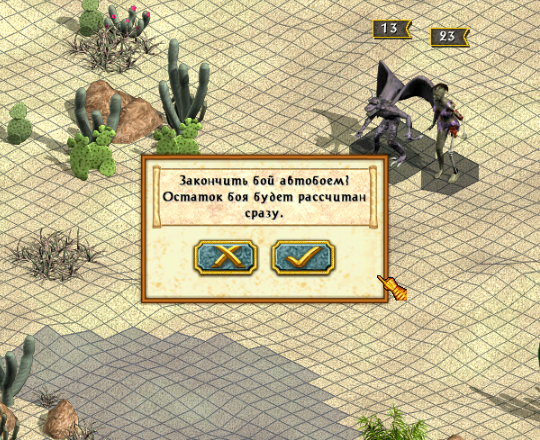 13
23
Закончить бой автобоем?
Остаток боя будет рассчитан
сразу.